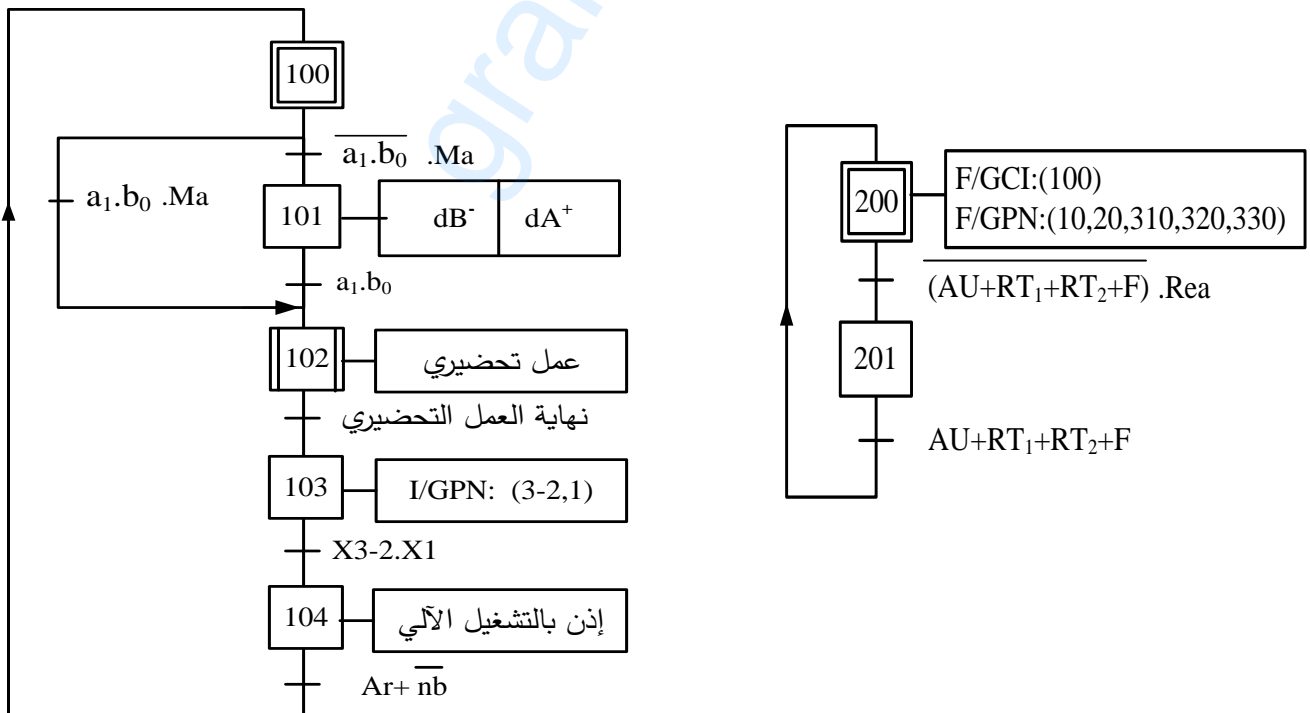 100
a₁.b₀ .Ma
a₁.b₀ .Ma
101
dB⁻
dA⁺
a₁.b₀
102
عمل تحضيري
نهاية العمل التحضيري
103
I/GPN: (3-2,1)
X3-2.X1
104
إذن بالتشغيل الآلي
Ar+ n̅b̅
200
F/GCI:(100)
F/GPN:(10,20,310,320,330)
(AU+RT₁+RT₂+F) .Rea
201
AU+RT₁+RT₂+F
gra